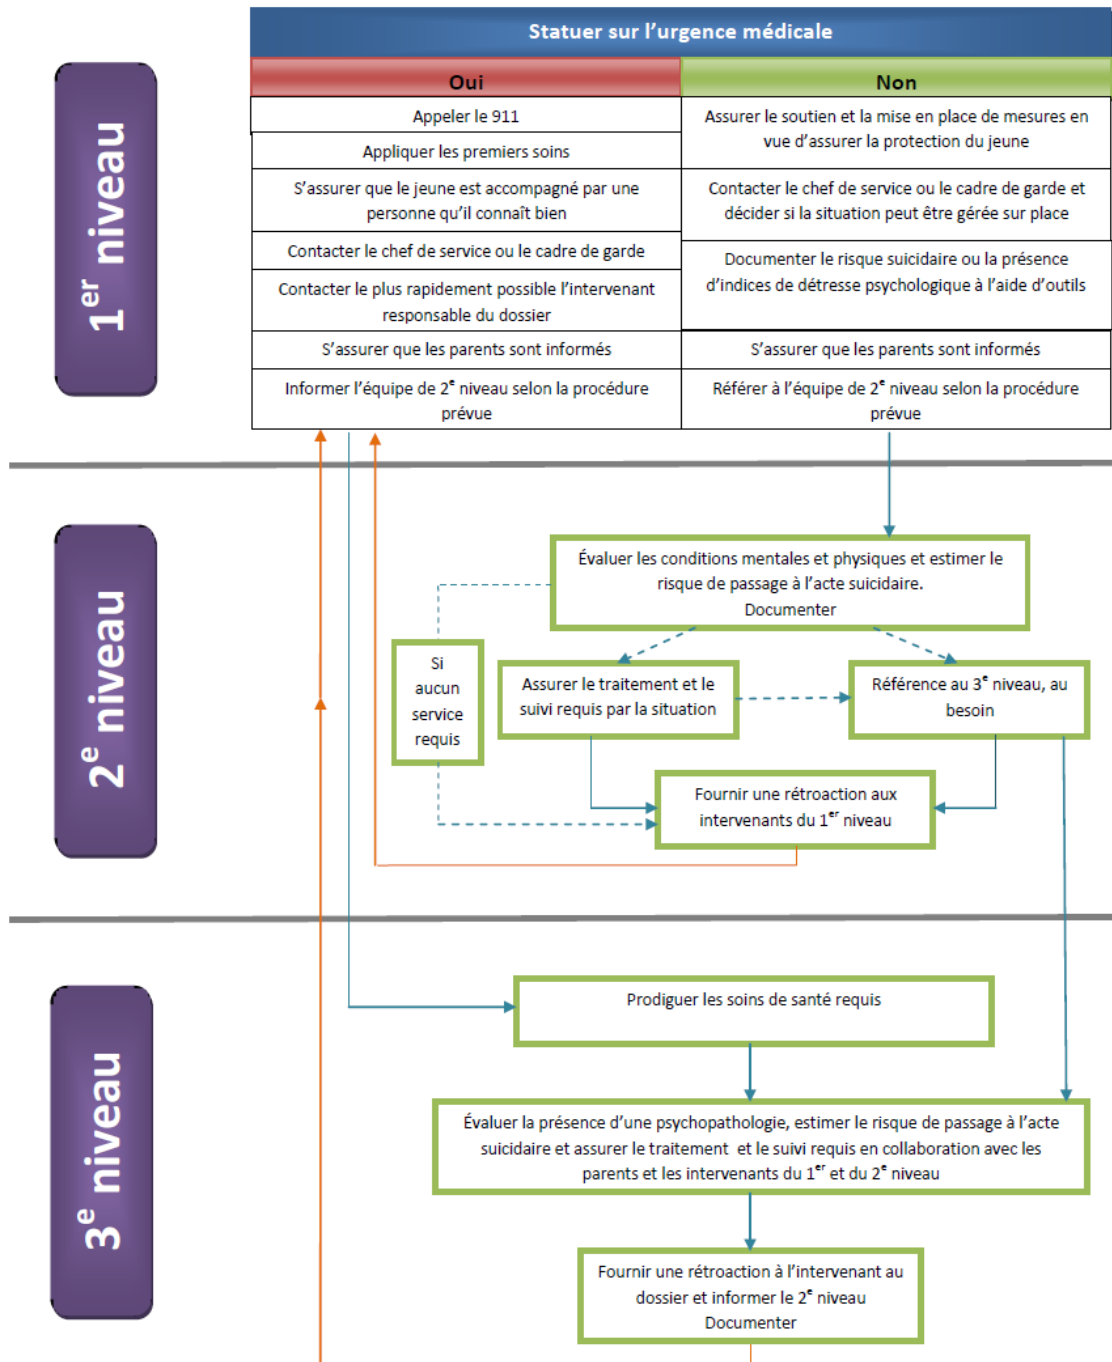 Statuer sur l'urgence médicale
Oui
Non
1er niveau
Appeler le 911
Appliquer les premiers soins
S'assurer que le jeune est accompagné par une
personne qu'il connaît bien
Contacter le chef de service ou le cadre de garde
Contacter le plus rapidement possible l'intervenant
responsable du dossier
S'assurer que les parents sont informés
Informer l'équipe de 2e niveau selon la procédure
prévue
Assurer le soutien et la mise en place de mesures en
vue d'assurer la protection du jeune
Contacter le chef de service ou le cadre de garde et
décider si la situation peut être gérée sur place
Documenter le risque suicidaire ou la présence
d'indices de détresse psychologique à l'aide d'outils
S'assurer que les parents sont informés
Référer à l'équipe de 2e niveau selon la procédure
prévue
2e niveau
Évaluer les conditions mentales et physiques et estimer le
risque de passage à l'acte suicidaire.
Documenter
Si
aucun
service
requis
Assurer le traitement et le
suivi requis par la situation
Référence au 3e niveau, au
besoin
Fournir une rétroaction aux
intervenants du 1er niveau
3e niveau
Prodiguer les soins de santé requis
Évaluer la présence d'une psychopathologie, estimer le risque de passage à l'acte
suicidaire et assurer le traitement et le suivi requis en collaboration avec les
parents et les intervenants du 1er et du 2e niveau
Fournir une rétroaction à l'intervenant au
dossier et informer le 2e niveau
Documenter